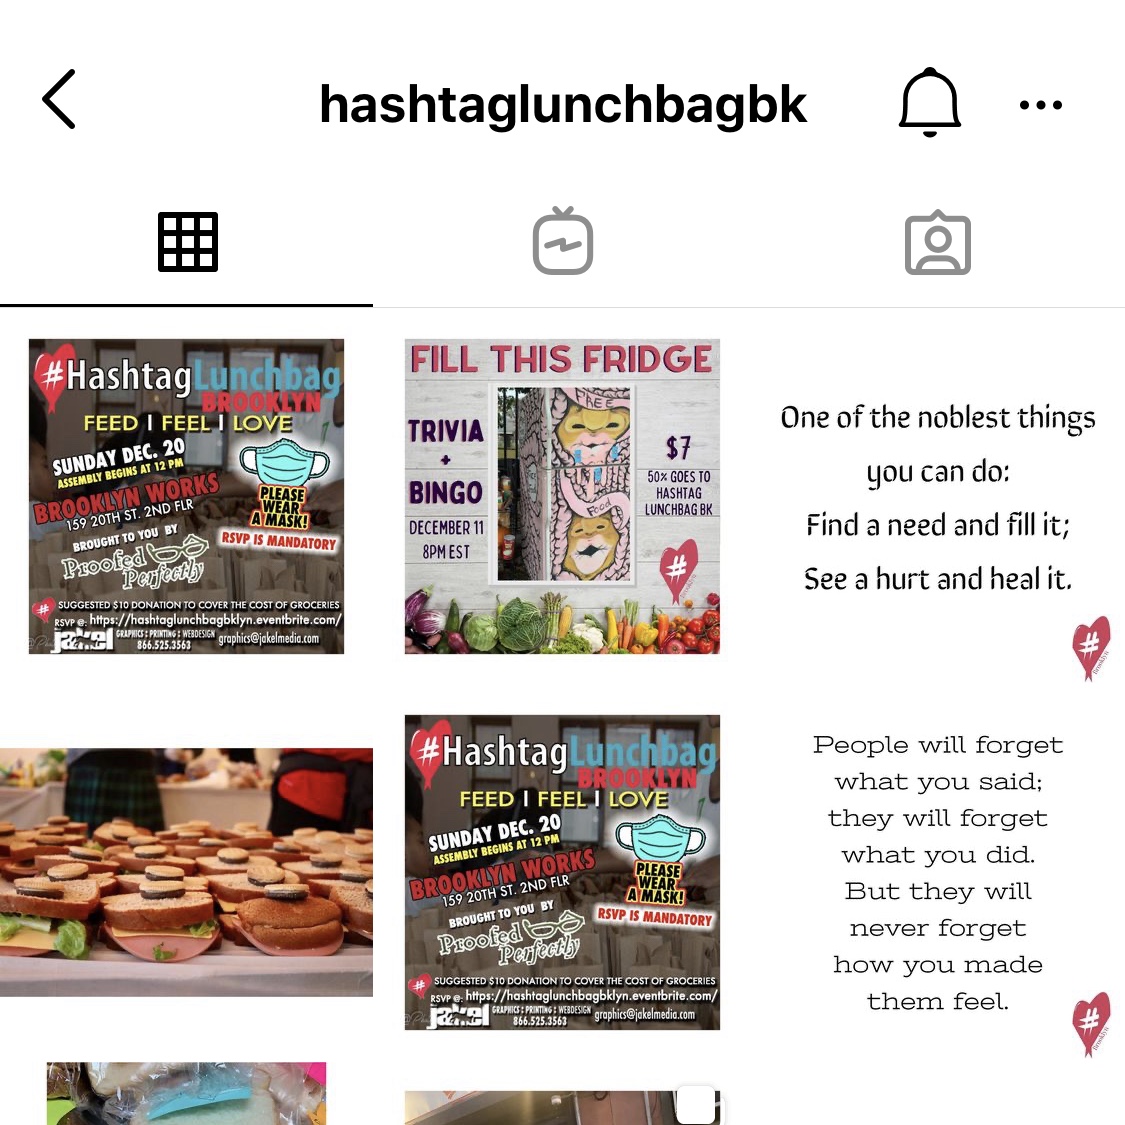 hashtaglunchbagbk
#HashtagLunchbag
BROOKLYN
FEED | FEEL | LOVE
SUNDAY DEC. 20
ASSEMBLY BEGINS AT 12 PM
BROOKLYN WORKS
159 20TH ST. 2ND FLR
BROUGHT TO YOU BY
Proofed
Perfectly
PLEASE
WEAR
A MASK!
RSVP IS MANDATORY
# SUGGESTED $10 DONATION TO COVER THE COST OF GROCERIES
RSVP @: https://hashtaglunchbagbklyn.eventbrite.com/
jakel GRAPHICS : PRINTING : WEBDESIGN
866.525.3563
graphics@jakelmedia.com
FILL THIS FRIDGE
TRIVIA
+
BINGO
DECEMBER 11
8PM EST
FREE
Food
$7
50% GOES TO
HASHTAG
LUNCHBAG BK
#
Brooklyn
One of the noblest things
you can do:
Find a need and fill it;
See a hurt and heal it.
#
Brooklyn
#HashtagLunchbag
BROOKLYN
FEED | FEEL | LOVE
SUNDAY DEC. 20
ASSEMBLY BEGINS AT 12 PM
BROOKLYN WORKS
159 20TH ST. 2ND FLR
BROUGHT TO YOU BY
Proofed
Perfectly
PLEASE
WEAR
A MASK!
RSVP IS MANDATORY
# SUGGESTED $10 DONATION TO COVER THE COST OF GROCERIES
RSVP @: https://hashtaglunchbagbklyn.eventbrite.com/
jakel GRAPHICS : PRINTING : WEBDESIGN
866.525.3563
graphics@jakelmedia.com
People will forget
what you said;
they will forget
what you did.
But they will
never forget
how you made
them feel.
#
Brooklyn